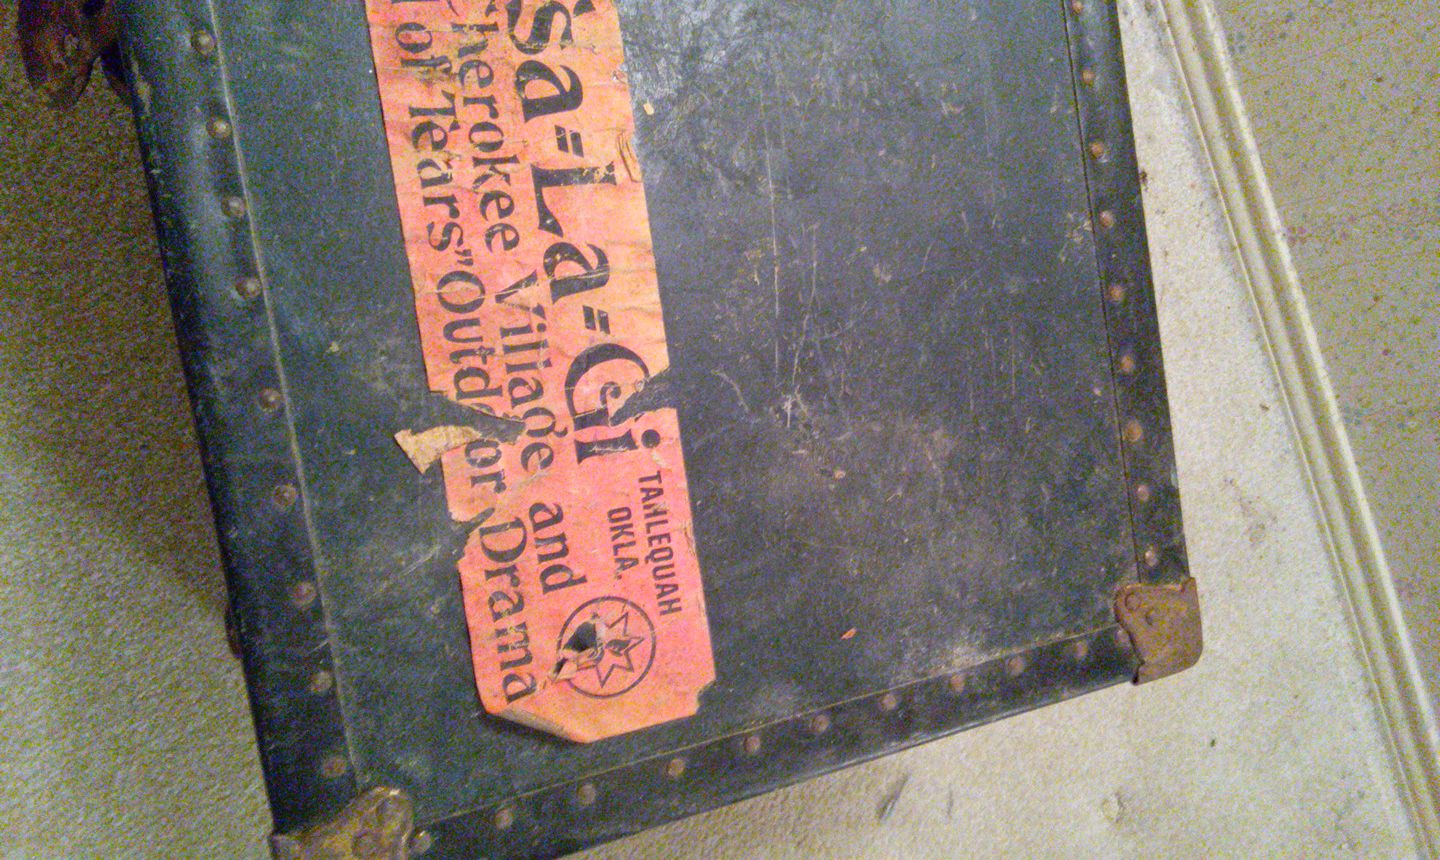 sa-La-Gi
Cherokee Village and
l of Tears" Outdoor Drama
TAHLEQUAH
OKLA.